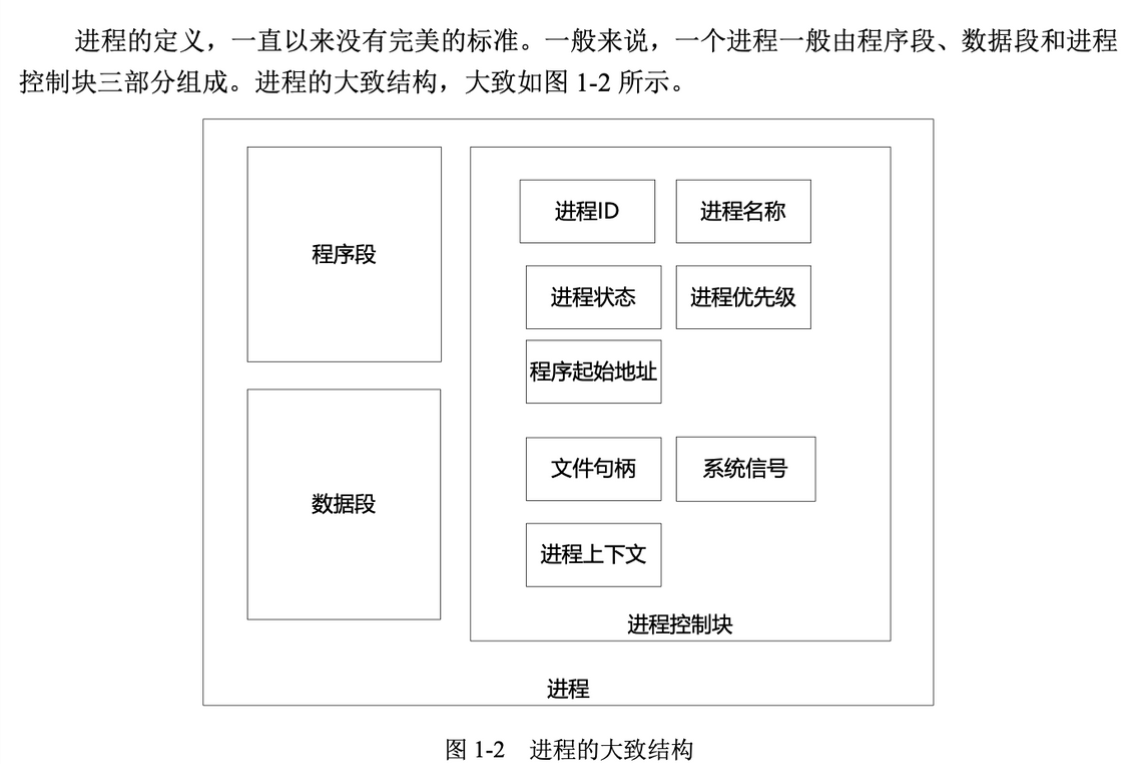 进程的定义，一直以来没有完美的标准。一般来说，一个进程一般由程序段、数据段和进程
控制块三部分组成。进程的大致结构，大致如图 1-2 所示。
程序段
数据段
进程ID
进程名称
进程状态
进程优先级
程序起始地址
文件句柄
系统信号
进程上下文
进程控制块
进程
图 1-2 进程的大致结构